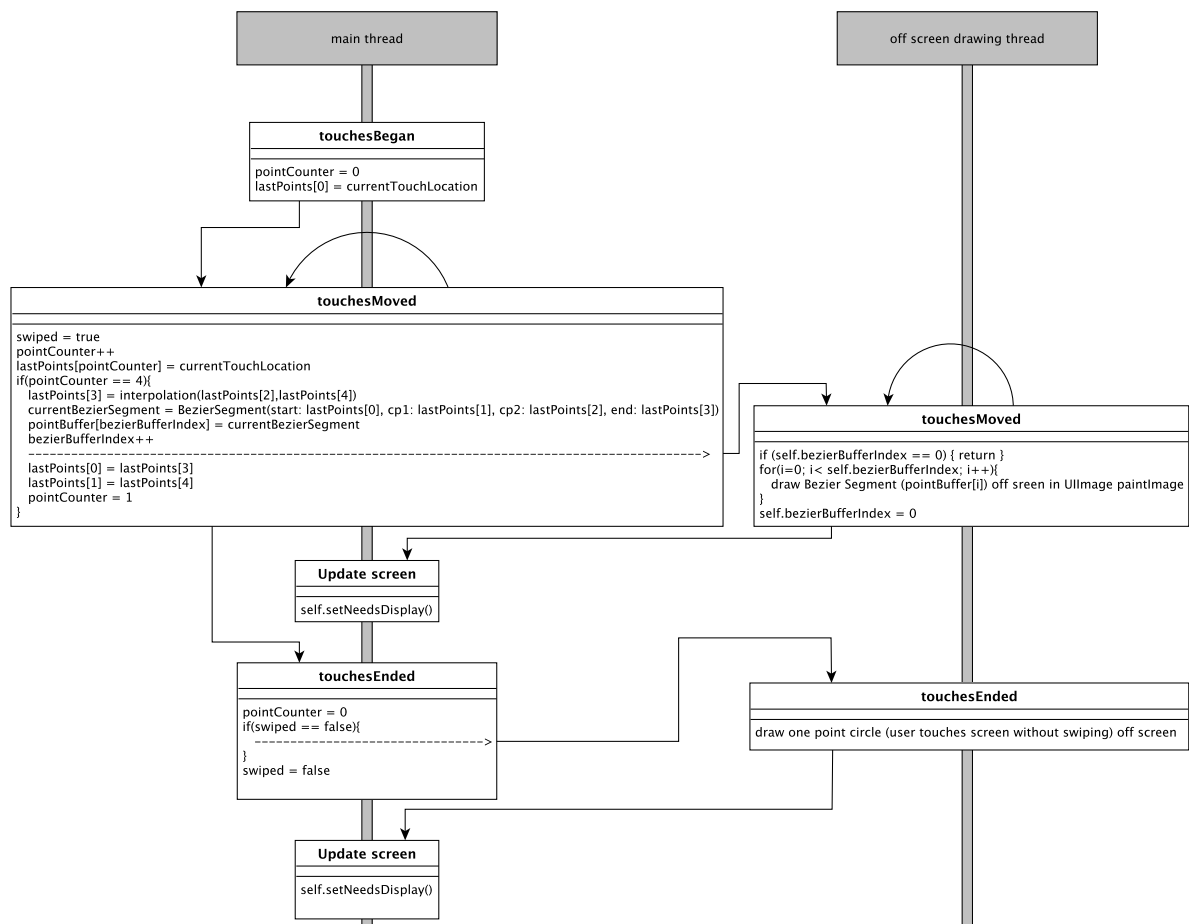 main thread
off screen drawing thread
touchesBegan
pointCounter = 0
lastPoints[0] = currentTouchLocation
touchesMoved
swiped = true
pointCounter++
lastPoints[pointCounter] = currentTouchLocation
if(pointCounter == 4){
lastPoints[3] = interpolation(lastPoints[2],lastPoints[4])
currentBezierSegment = BezierSegment(start: lastPoints[0], cp1: lastPoints[1], cp2: lastPoints[2], end: lastPoints[3])
pointBuffer[bezierBufferIndex] = currentBezierSegment
bezierBufferIndex++
------------------------------------------------------------------------------------------------>
lastPoints[0] = lastPoints[3]
lastPoints[1] = lastPoints[4]
pointCounter = 1
}
touchesMoved
if (self.bezierBufferIndex == 0) { return }
for(i=0; i< self.bezierBufferIndex; i++){
draw Bezier Segment (pointBuffer[i]) off sreen in UIImage paintImage
}
self.bezierBufferIndex = 0
Update screen
self.setNeedsDisplay()
touchesEnded
pointCounter = 0
if(swiped == false){
-------------------------------->
}
swiped = false
touchesEnded
draw one point circle (user touches screen without swiping) off screen
Update screen
self.setNeedsDisplay()